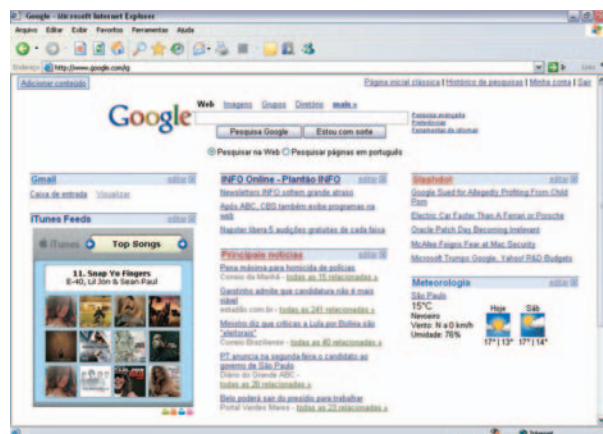 Google - Microsoft Internet Explorer
Arquivo Editar Exibir Favoritos Ferramentas Ajuda
Endereço http://www.google.com/ig Links
Adicionar conteúdo Página inicial clássica | Histórico de pesquisas | Minha conta | Sair
Google
Web Imagens Grupos Diretório mais »
Pesquisa avançada
Preferências
Ferramentas de idiomas
Pesquisa Google Estou com sorte
Pesquisar na Web Pesquisar páginas em português
Gmail editar
Caixa de entrada Visualizar
iTunes Feeds editar
iTunes Top Songs
11. Snap Yo Fingers
E-40, Lil Jon & Sean Paul
INFO Online - Plantão INFO editar
Newsletters INFO sofrem grande atraso
Após ABC, CBS também exibe programas na
web
Napster libera 5 audições gratuitas de cada faixa
Principais notícias editar
Pena máxima para homicida de policias
Correio da Manhã - todas as 15 relacionadas »
Garotinho admite que candidatura não é mais
viável
estadão.com.br - todas as 241 relacionadas »
Ministro diz que críticas a Lula por Bolívia são
"eleitorais"
Correio Braziliense - todas as 40 relacionadas »
PT anuncia na segunda-feira o candidato ao
governo de São Paulo
Diário do Grande ABC -
todas as 28 relacionadas »
Belo poderá sair do presídio para trabalhar
Portal Verdes Mares - todas as 23 relacionadas »
Slashdot editar
Google Sued for Allegedly Profiting From Child
Porn
Electric Car Faster Than A Ferrari or Porsche
Oracle Patch Day Becoming Irrelevant
McAfee Feigns Fear at Mac Security
Microsoft Trumps Google, Yahoo! R&D Budgets
Meteorologia editar
São Paulo
15°C
Nevoeiro
Vento: N a 0 km/h
Umidade: 76%
Hoje Sáb
17° | 13° 17° | 14°
Internet